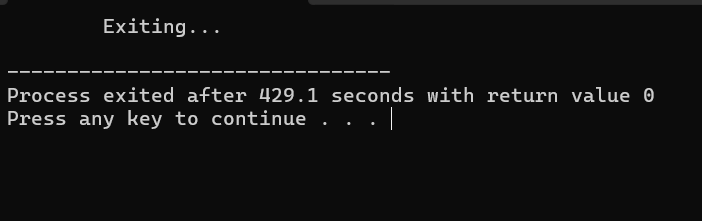 Exiting...
--------------------------------
Process exited after 429.1 seconds with return value 0
Press any key to continue . . .